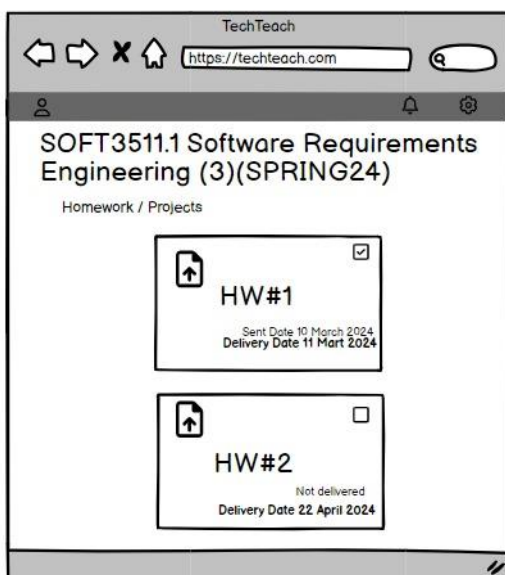 TechTeach
https://techteach.com
SOFT3511.1 Software Requirements
Engineering (3)(SPRING24)
Homework / Projects
HW#1
Sent Date 10 March 2024
Delivery Date 11 Mart 2024
HW#2
Not delivered
Delivery Date 22 April 2024